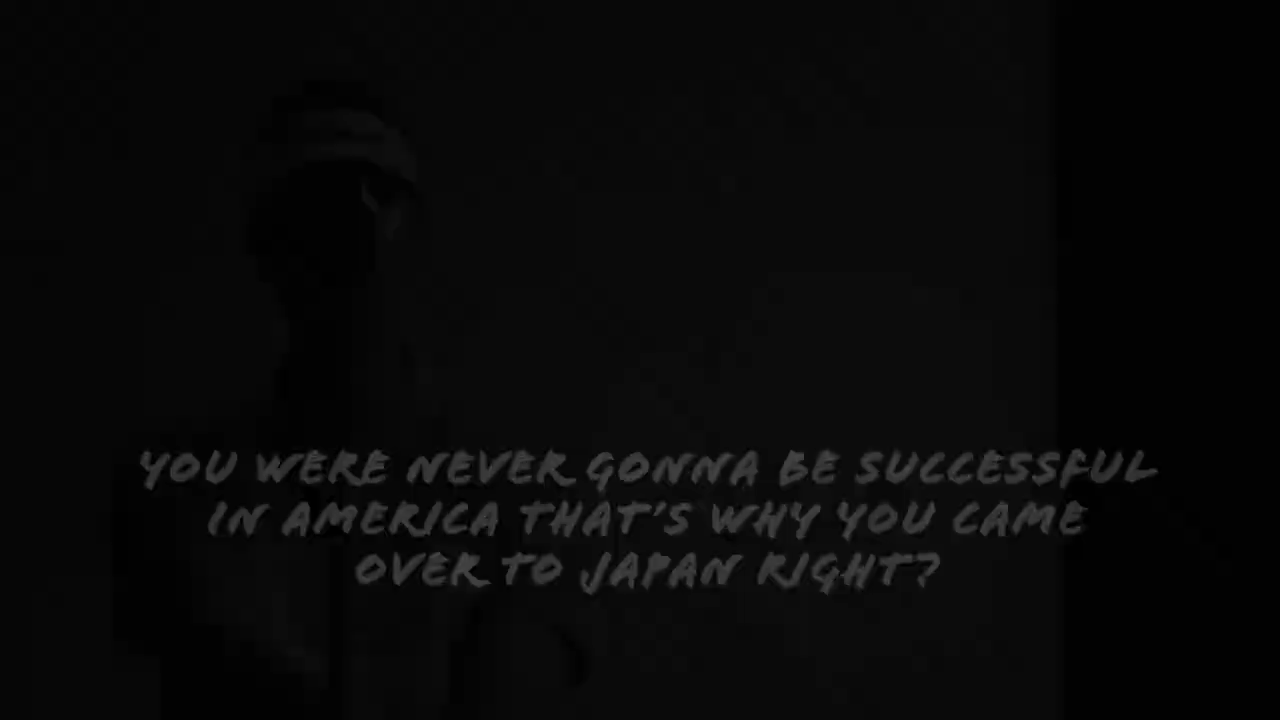 YOU WERE NEVER GONNA BE SUCCESSFUL
IN AMERICA THAT'S WHY YOU CAME
OVER TO JAPAN RIGHT?